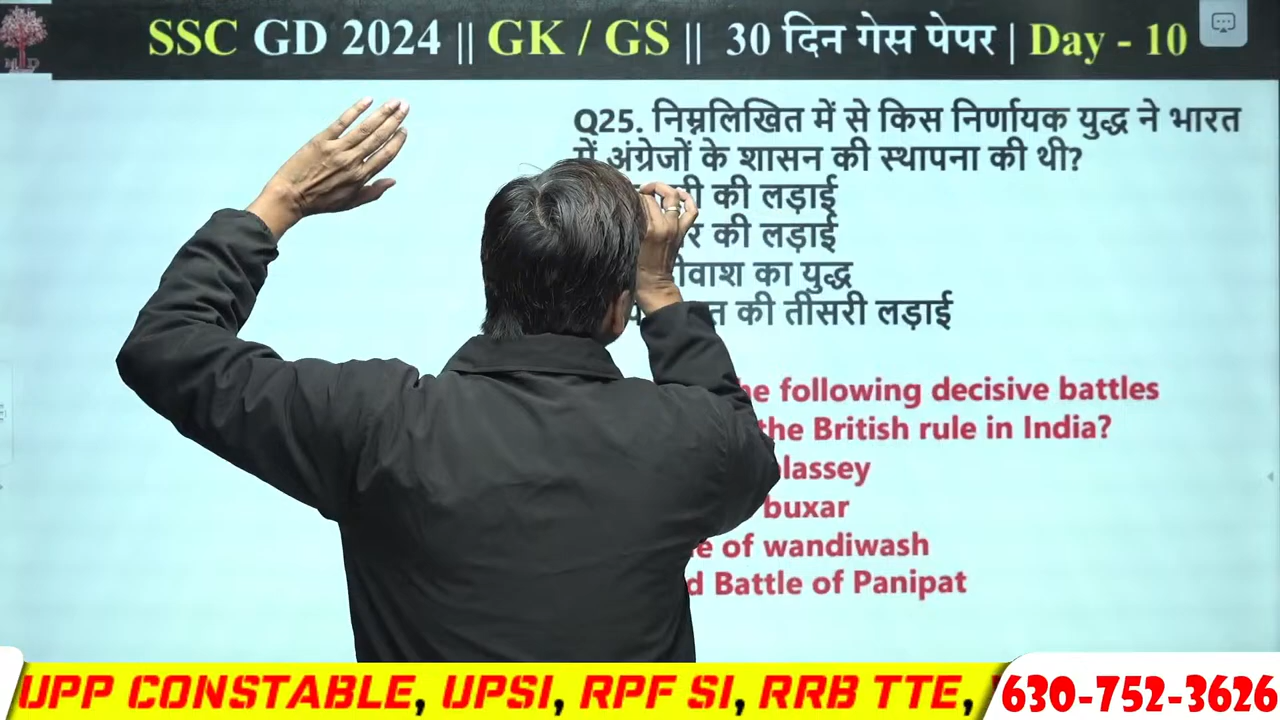 SSC GD 2024 || GK / GS || 30 दिन गेस पेपर | Day - 10
Q25. निम्नलिखित में से किस निर्णायक युद्ध ने भारत
में अंग्रेजों के शासन की स्थापना की थी?
की लड़ाई
की लड़ाई
का युद्ध
की तीसरी लड़ाई
following decisive battles
the British rule in India?
buxar
of wandiwash
Battle of Panipat
UPP CONSTABLE, UPSI, RPF SI, RRB TTE,
630-752-3626